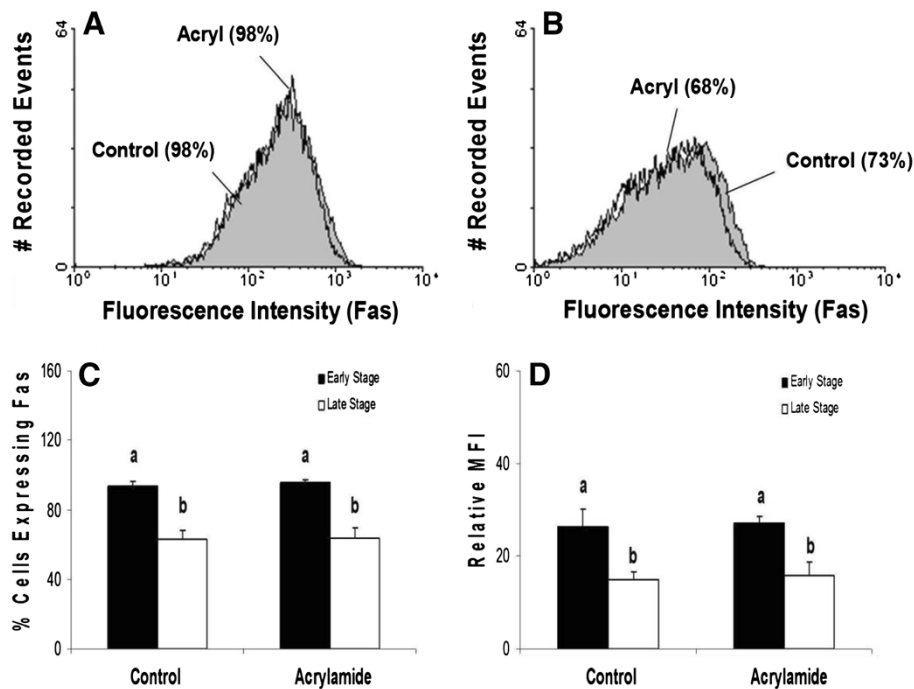 A
64
# Recorded Events
0
Acryl (98%)
Control (98%)
10⁰ 10¹ 10² 10³ 10⁴
Fluorescence Intensity (Fas)
B
64
# Recorded Events
0
Acryl (68%)
Control (73%)
10⁰ 10¹ 10² 10³ 10⁴
Fluorescence Intensity (Fas)
C
% Cells Expressing Fas
160
120
80
40
0
Early Stage
Late Stage
a
b
a
b
Control Acrylamide
D
Relative MFI
60
40
20
0
Early Stage
Late Stage
a
b
a
b
Control Acrylamide